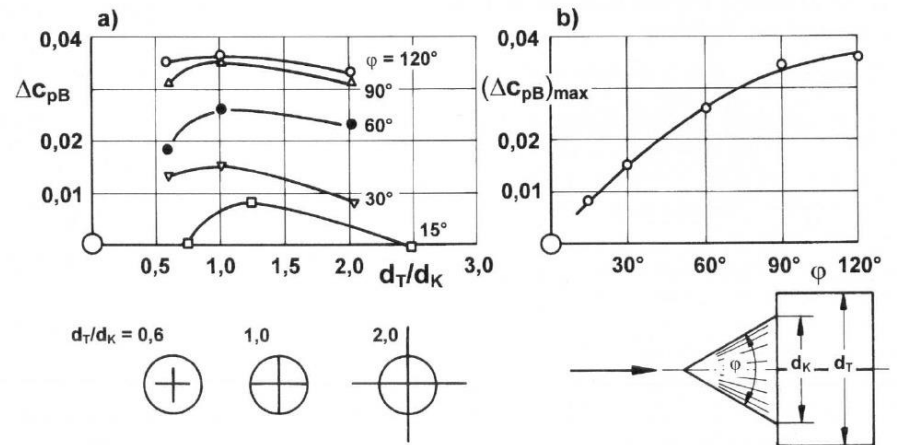 a)
0,04
Δc_pB
0,02
0,01
φ = 120°
90°
60°
30°
15°
0,5 1,0 1,5 2,0 2,5 3,0
d_T/d_K
b)
0,04
(Δc_pB)_max
0,02
0,01
30° 60° 90° 120°
φ
d_T/d_K = 0,6 1,0 2,0
φ d_K d_T